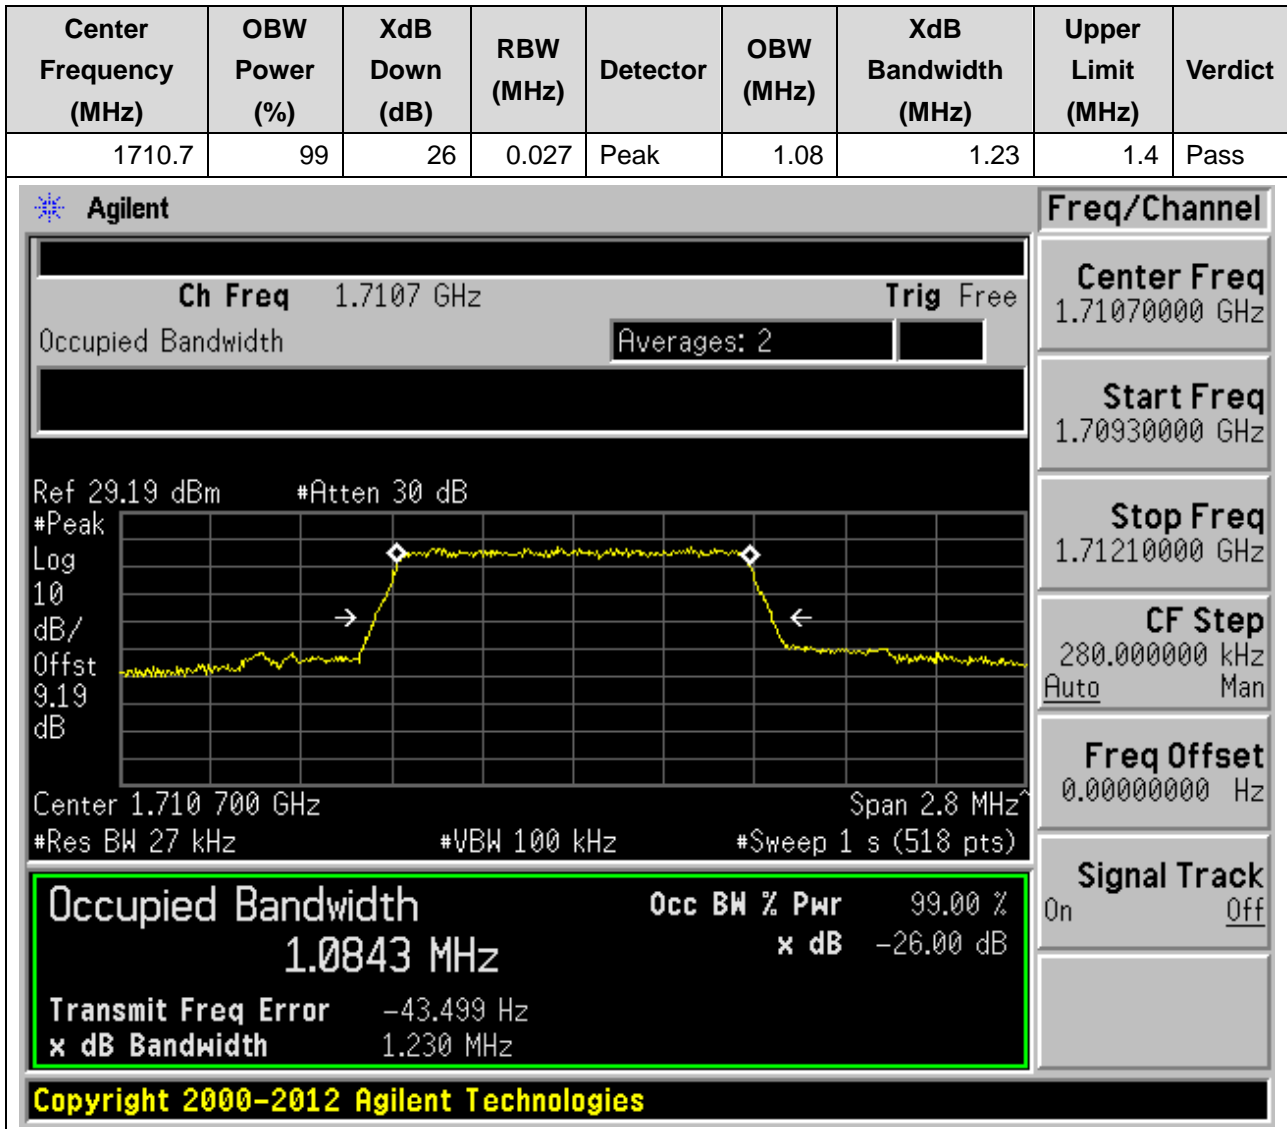 Center Frequency (MHz) OBW Power (%) XdB Down (dB) RBW (MHz) Detector OBW (MHz) XdB Bandwidth (MHz) Upper Limit (MHz) Verdict
1710.7 99 26 0.027 Peak 1.08 1.23 1.4 Pass
Agilent
Freq/Channel
Ch Freq 1.7107 GHz Trig Free
Occupied Bandwidth Averages: 2
Center Freq
1.71070000 GHz
Start Freq
1.70930000 GHz
Stop Freq
1.71210000 GHz
CF Step
280.000000 kHz
Auto Man
Freq Offset
0.00000000 Hz
Signal Track
On Off
Ref 29.19 dBm #Atten 30 dB
#Peak
Log
10
dB/
Offst
9.19
dB
Center 1.710 700 GHz Span 2.8 MHz^
#Res BW 27 kHz #VBW 100 kHz #Sweep 1 s (518 pts)
Occupied Bandwidth Occ BW % Pwr 99.00 %
1.0843 MHz x dB -26.00 dB
Transmit Freq Error -43.499 Hz
x dB Bandwidth 1.230 MHz
Copyright 2000-2012 Agilent Technologies